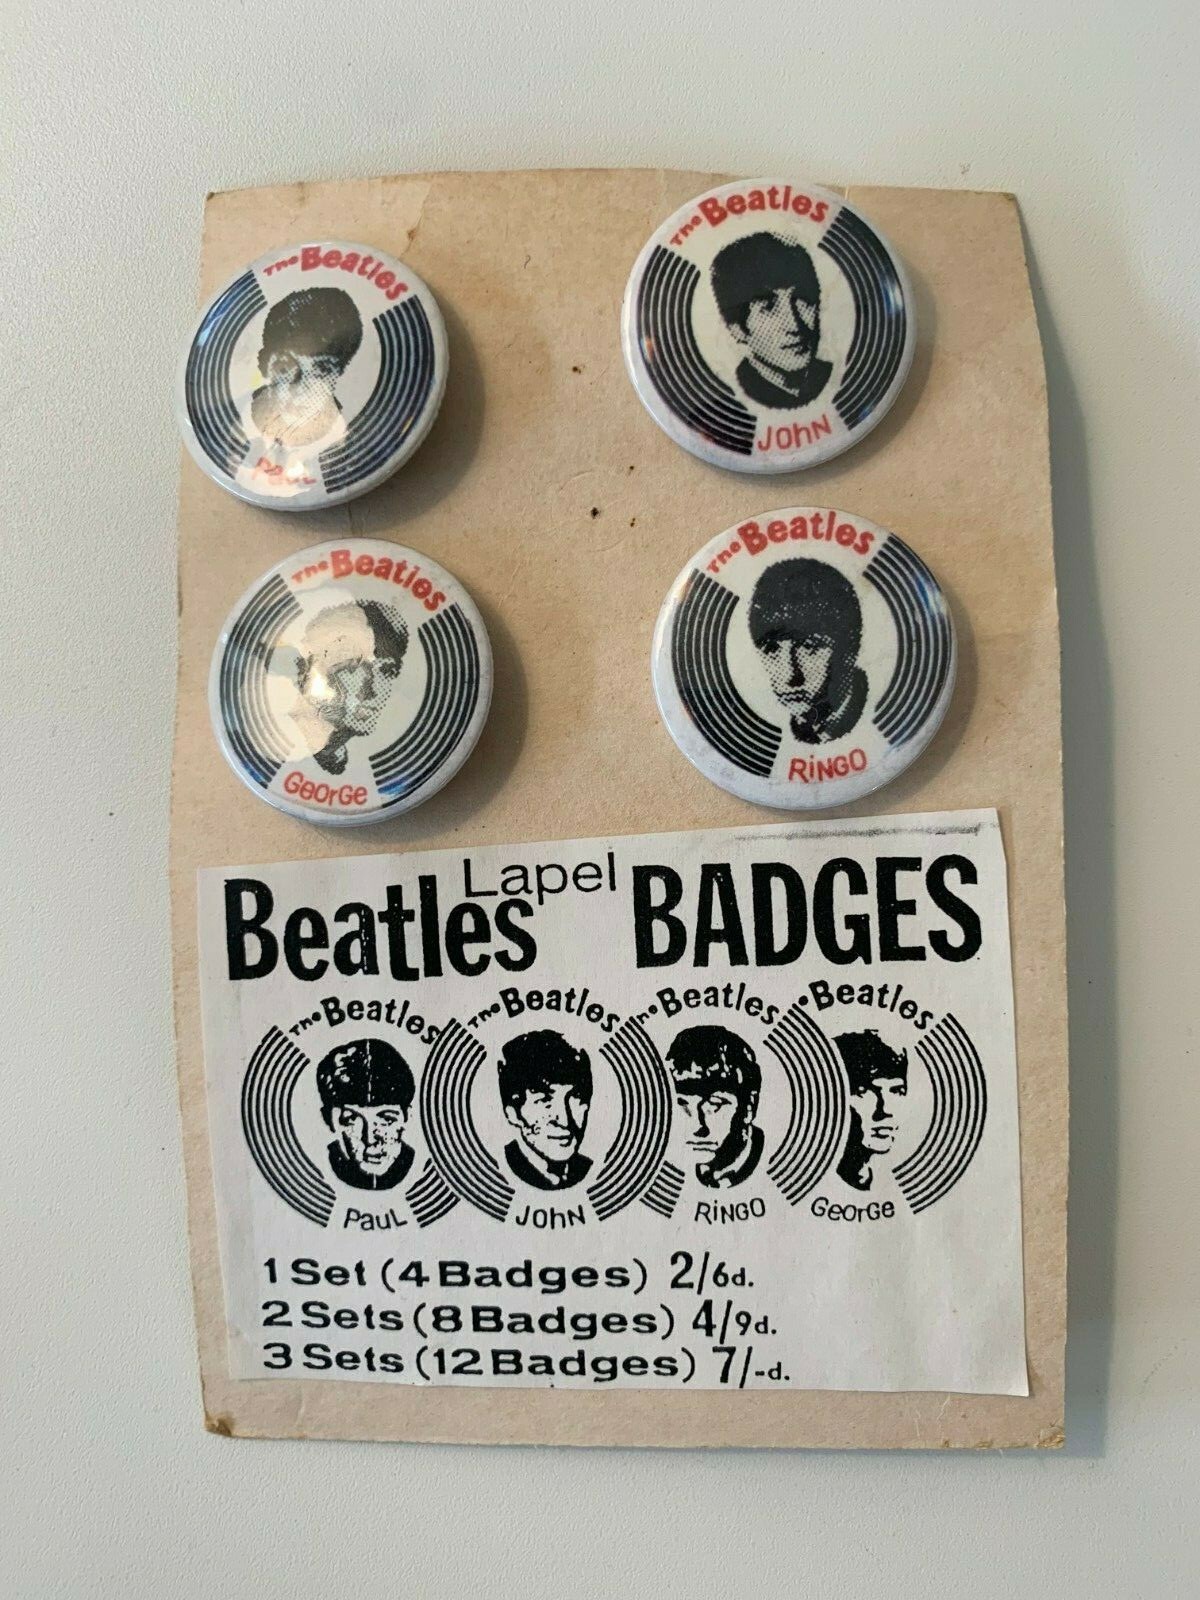 The Beatles
PAUL
The Beatles
JOHN
The Beatles
GeorGe
The Beatles
RiNGO
Beatles Lapel BADGES
The Beatles
PauL
The Beatles
JOhN
The Beatles
RiNGO
Beatles
GeorGe
1 Set (4 Badges) 2/6d.
2 Sets (8 Badges) 4/9d.
3 Sets (12 Badges) 7/-d.